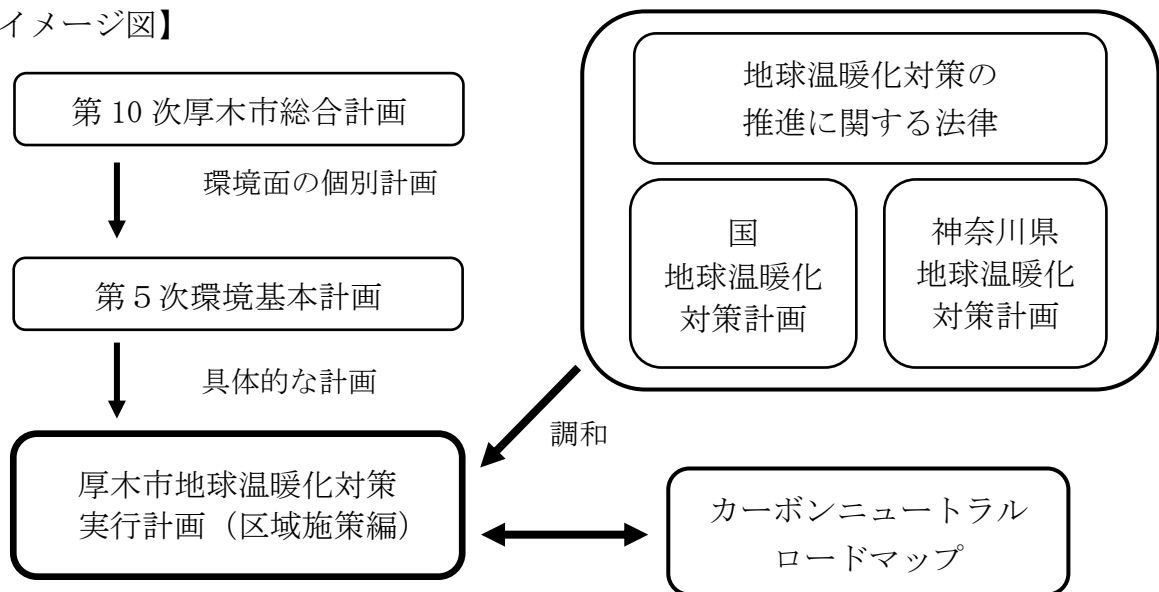 イメージ図】
第 10 次厚木市総合計画
環境面の個別計画
第５次環境基本計画
具体的な計画
厚木市地球温暖化対策
実行計画（区域施策編）
地球温暖化対策の
推進に関する法律
国
地球温暖化
対策計画
神奈川県
地球温暖化
対策計画
調和
カーボンニュートラル
ロードマップ